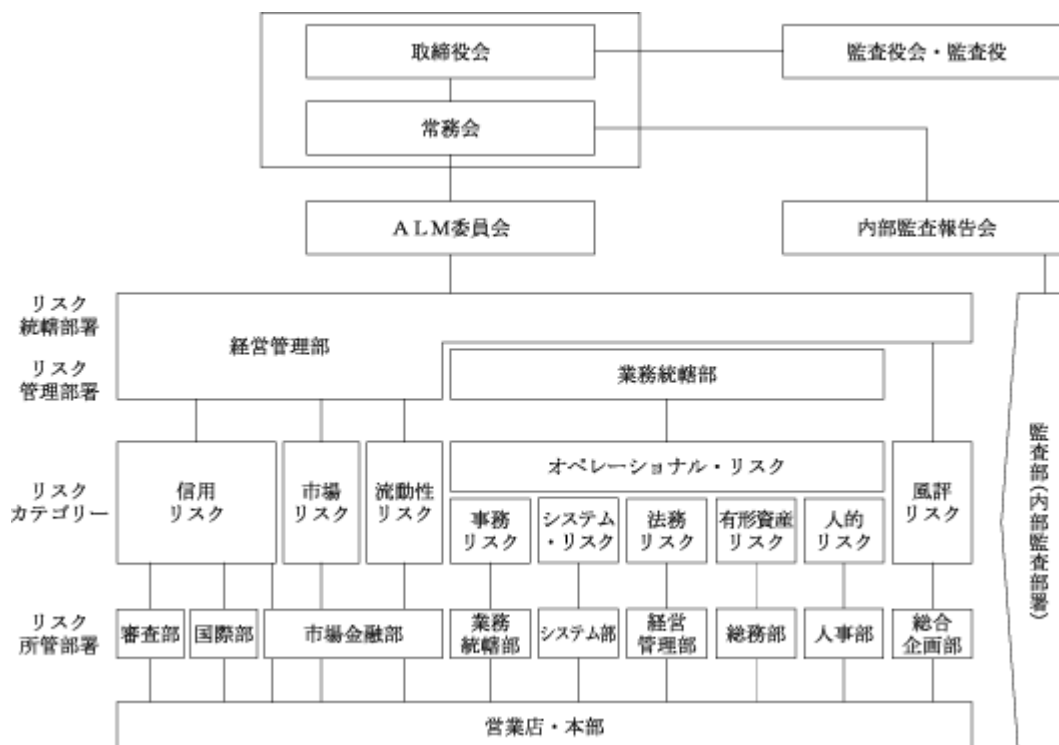 取締役会
監査役会・監査役
常務会
ALM委員会
内部監査報告会
リスク
統轄部署
経営管理部
リスク
管理部署
業務統轄部
リスク
カテゴリー
信用
リスク
市場
リスク
流動性
リスク
オペレーショナル・リスク
事務
リスク
システム
・リスク
法務
リスク
有形資産
リスク
人的
リスク
風評
リスク
監査部(内部監査部署)
リスク
所管部署
審査部
国際部
市場金融部
業務
統轄部
システム部
経営
管理部
総務部
人事部
総合
企画部
営業店・本部